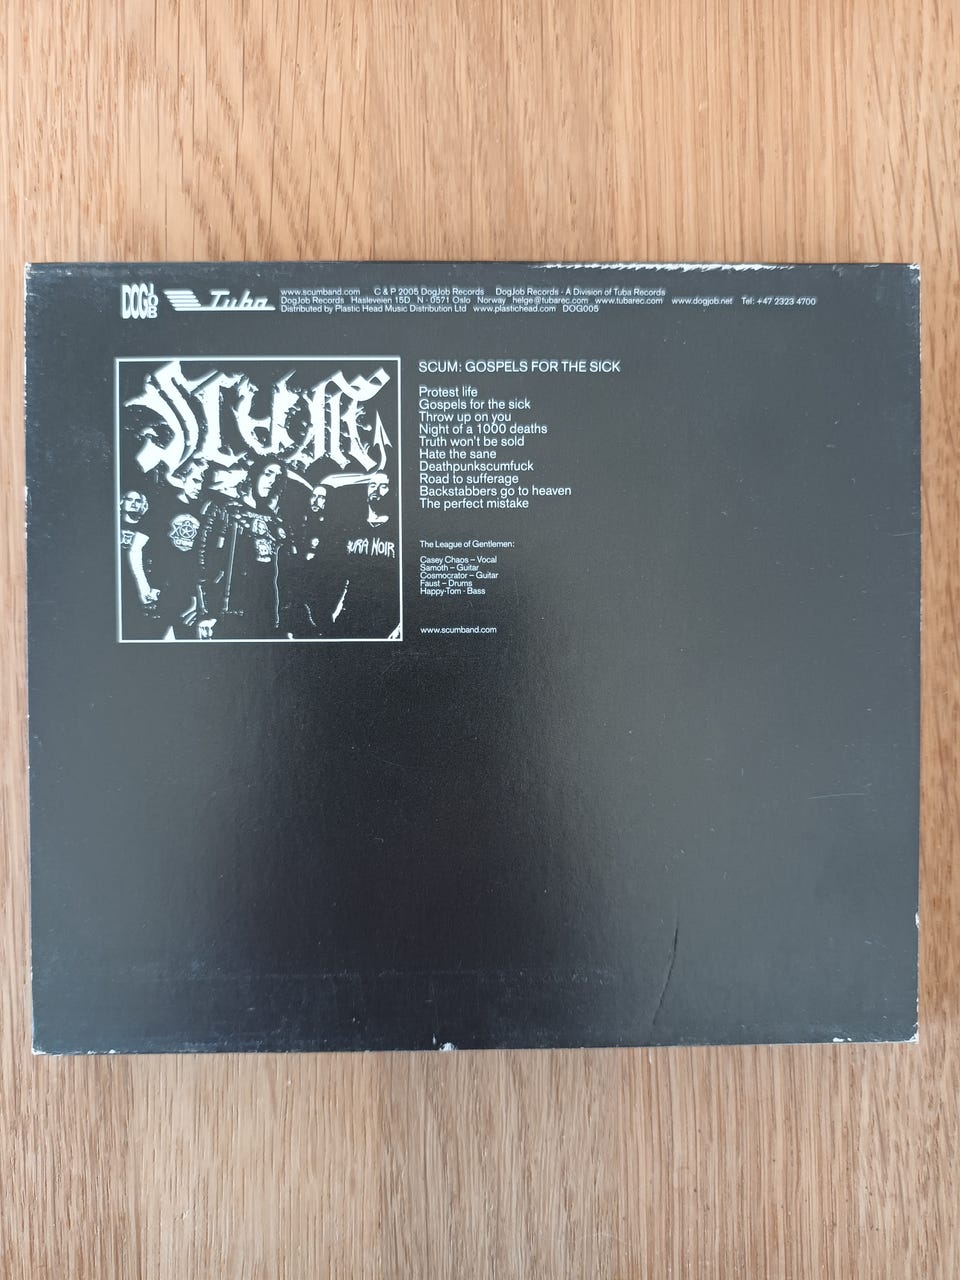 DOG JOB
Tuba
www.scumband.com C & P 2005 DogJob Records DogJob Records - A Division of Tuba Records
DogJob Records Hasleveien 15D N - 0571 Oslo Norway helge@tubarec.com www.tubarec.com www.dogjob.net Tel: +47 2323 4700
Distributed by Plastic Head Music Distribution Ltd www.plastichead.com DOG005
SCUM
URA NOIR
SCUM: GOSPELS FOR THE SICK
Protest life
Gospels for the sick
Throw up on you
Night of a 1000 deaths
Truth won't be sold
Hate the sane
Deathpunkscumfuck
Road to sufferage
Backstabbers go to heaven
The perfect mistake
The League of Gentlemen:
Casey Chaos – Vocal
Samoth – Guitar
Cosmocrator – Guitar
Faust – Drums
Happy-Tom - Bass
www.scumband.com